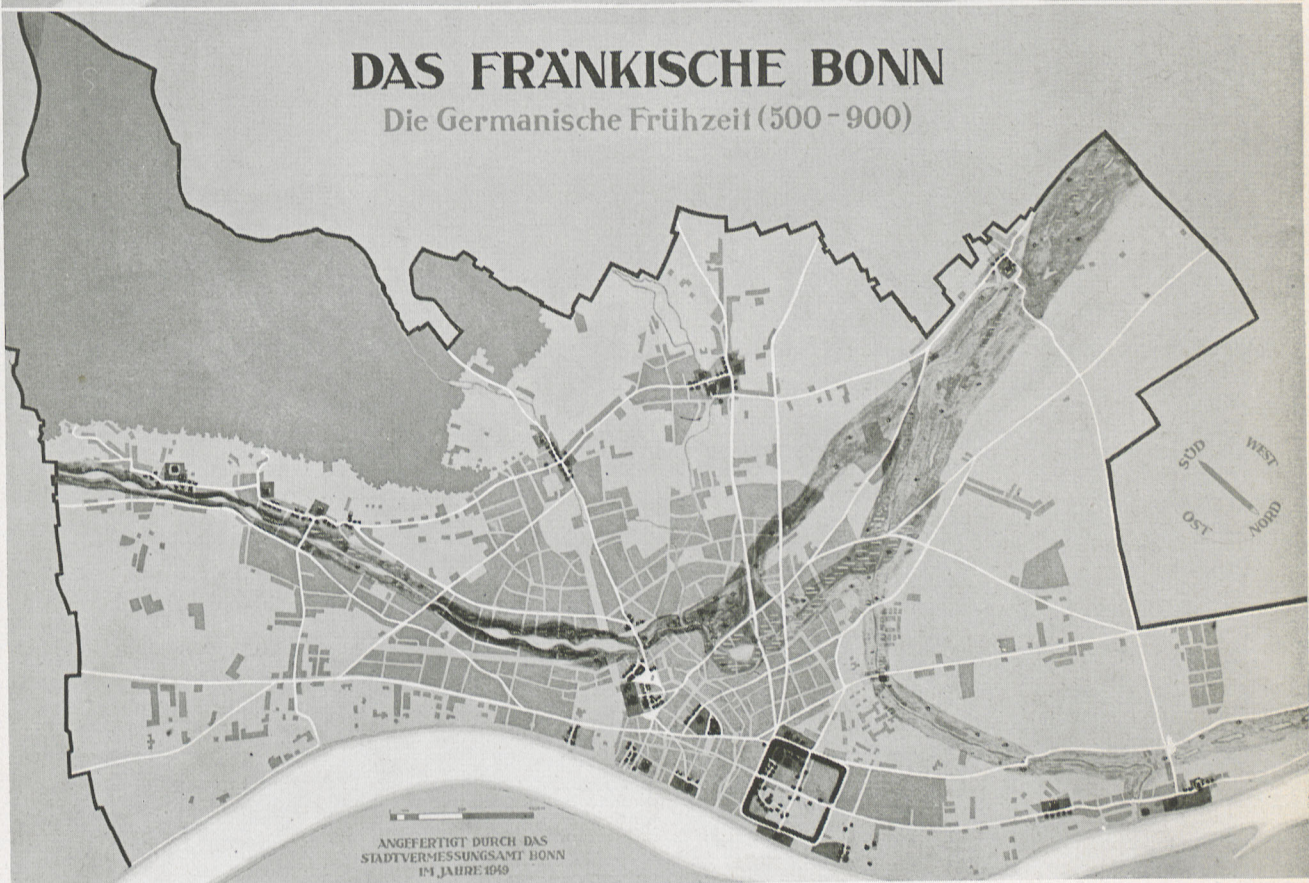 DAS FRÄNKISCHE BONN
Die Germanische Frühzeit (500-900)
SÜD
WEST
OST
NORD
ANGEFERTIGT DURCH DAS
STADTVERMESSUNGSAMT BONN
IM JAHRE 1949